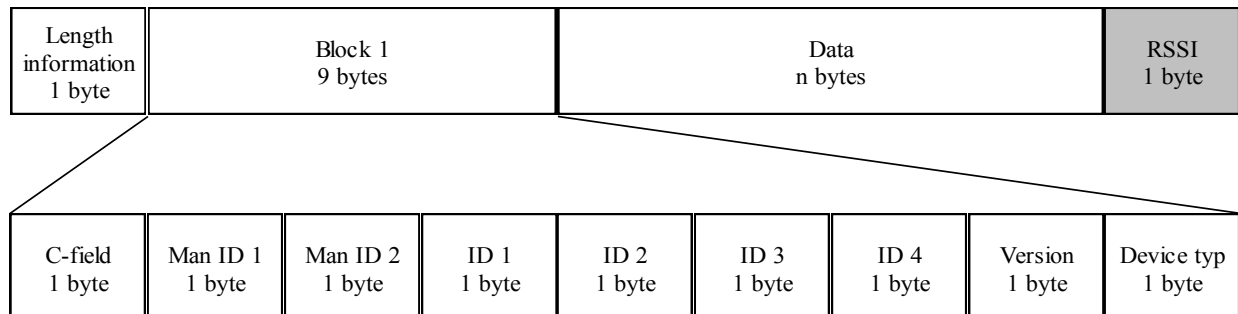 Length
information
1 byte
Block 1
9 bytes
Data
n bytes
RSSI
1 byte
C-field
1 byte
Man ID 1
1 byte
Man ID 2
1 byte
ID 1
1 byte
ID 2
1 byte
ID 3
1 byte
ID 4
1 byte
Version
1 byte
Device typ
1 byte